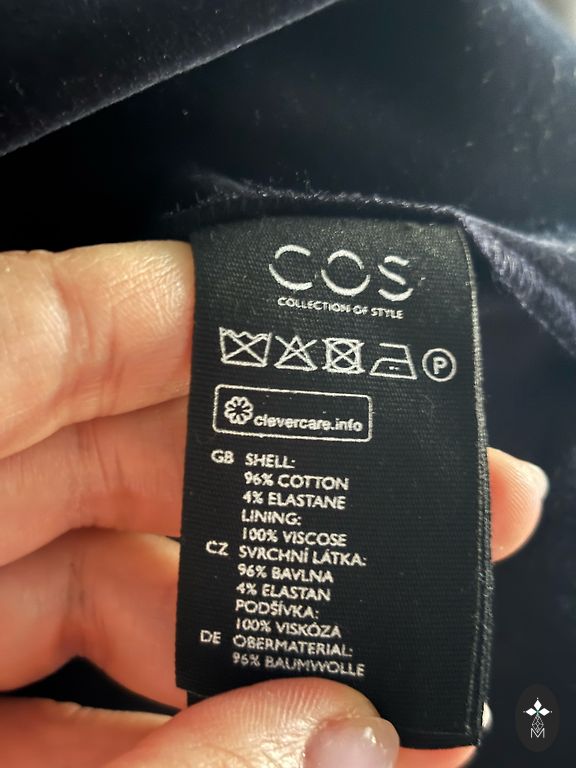 COS
COLLECTION OF STYLE
P
clevercare.info
GB SHELL:
96% COTTON
4% ELASTANE
LINING:
100% VISCOSE
CZ SVRCHNÍ LÁTKA:
96% BAVLNA
4% ELASTAN
PODŠÍVKA:
100% VISKÓZA
DE OBERMATERIAL:
96% BAUMWOLLE
M